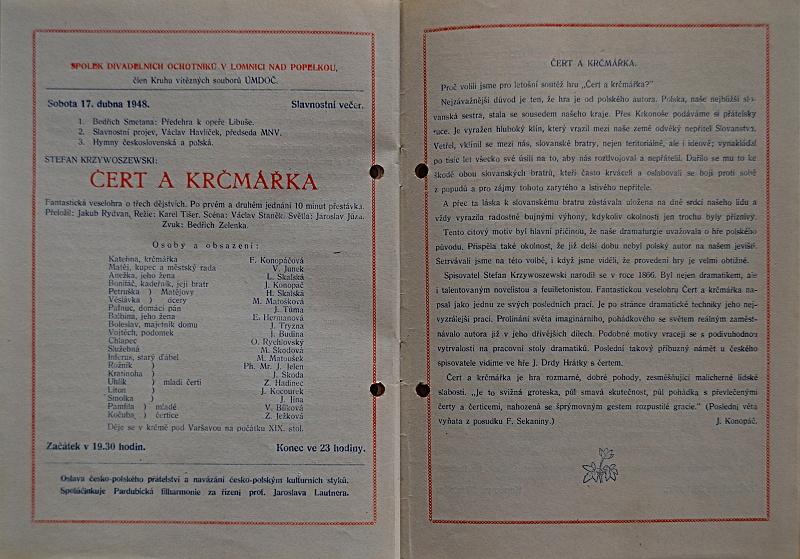 SPOLEK DIVADELNÍCH OCHOTNÍKŮ V LOMNICI NAD POPELKOU,
člen Kruhu vítězných souborů ÚMDOČ.
Sobota 17. dubna 1948. Slavnostní večer.
1. Bedřich Smetana: Předehra k opeře Libuše.
2. Slavnostní projev, Václav Havlíček, předseda MNV.
3. Hymny československá a polská.
STEFAN KRZYWOSZEWSKI:
ČERT A KRČMÁŘKA
Fantastická veselohra o třech dějstvích. Po prvém a druhém jednání 10 minut přestávka.
Přeložil: Jakub Rydvan, Režie: Karel Tišer. Scéna: Václav Staněk. Světla: Jaroslav Jůza.
Zvuk: Bedřich Zelenka.
Osoby a obsazení:
Kateřina, krčmářka F. Konopáčová
Matěj, kupec a městský rada V. Junek
Anežka, jeho žena L. Skalská
Bonifác, kadeřník, její bratr J. Konopáč
Petruška ) Matějovy H. Skalská
Věslávka ) dcery M. Matoušková
Pafnuc, domácí pán J. Tůma
Balbina, jeho žena E. Hermanová
Boleslav, majetník domu J. Tryzna
Vojtěch, podomek J. Budina
Chlapec O. Rychlovský
Služebná M. Škodová
Inferus, starý ďábel M. Matoušek
Rožník ) Ph. Mr. J. Jelen
Kratinoha ) J. Škoda
Uhlík ) mladí čerti Z. Hadinec
Litoň ) J. Kocourek
Smolka ) J. Jína
Pamfila ) mladé V. Bílková
Kočuba ) čertice Z. Ježková
Děje se v krčmě pod Varšavou na počátku XIX. stol.
Začátek v 19.30 hodin. Konec ve 23 hodiny.
Oslava česko-polského přátelství a navázání česko-polských kulturních styků.
Spoluúčinkuje Pardubická filharmonie za řízení prof. Jaroslava Lautnera.
ČERT A KRČMÁŘKA.
Proč volili jsme pro letošní soutěž hru „Čert a krčmářka?"
Nejzávažnější důvod je ten, že hra je od polského autora. Polska, naše nejbližší slo-
vanská sestra, stala se sousedem našeho kraje. Přes Krkonoše podáváme si přátelsky
ruce. Je vyražen hluboký klín, který vrazil mezi naše země odvěký nepřítel Slovanstva.
Vetřel, vklínil se mezi nás, slovanské bratry, nejen teritoriálně, ale i ideově; vynakládal
po tisíc let všecko své úsilí na to, aby nás rozdvojoval a nepřátelil. Dařilo se mu to ke
škodě obou slovanských bratrů, kteří často krváceli a oslabovali se boji proti sobě
z popudů a pro zájmy tohoto zarytého a lstivého nepřítele.
A přec ta láska k slovanskému bratru zůstávala uložena na dně srdcí našeho lidu a
vždy vyrazila radostně bujnými výhony, kdykoliv okolnosti jen trochu byly příznivy.
Tento citový motiv byl hlavní příčinou, že naše dramaturgie uvažovala o hře polského
původu. Přispěla také okolnost, že již delší dobu nebyl polský autor na našem jevišti.
Setrvávali jsme na této volbě, i když jsme viděli, že provedení hry je velmi obtížné.
Spisovatel Stefan Krzywoszewski narodil se v roce 1866. Byl nejen dramatikem, ale
i talentovaným novelistou a feuilletonistou. Fantastickou veselohru Čert a krčmářka na-
psal jako jednu ze svých posledních prací. Je po stránce dramatické techniky jeho nej-
vyzrálejší prací. Prolínání světa imaginárního, pohádkového se světem reálným zaměst-
návalo autora již v jeho dřívějších dílech. Podobné motivy vracejí se s podivuhodnou
vytrvalostí na pracovní stoly dramatiků. Poslední takový příbuzný námět u českého
spisovatele vidíme ve hře J. Drdy Hrátky s čertem.
Čert a krčmářka je hra rozmarné, dobré pohody, zesměšňující malicherné lidské
slabosti. „Je to svižná groteska, půl smavá skutečnost, půl pohádka s převlečenými
čerty a čerticemi, nahozená se šprýmovným gestem rozpustilé gracie." (Poslední věta
vyňata z posudku F. Sekaniny.) J. Konopáč.